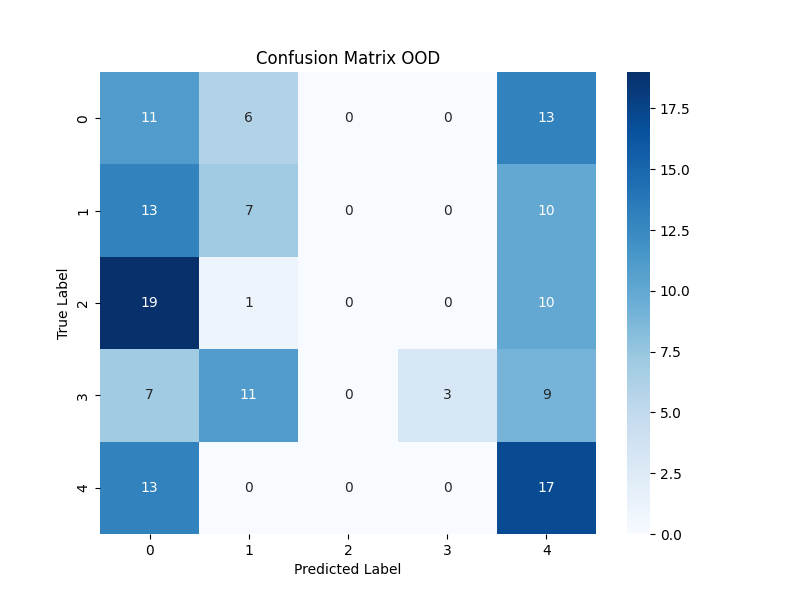 Confusion Matrix OOD
0 11 6 0 0 13
1 13 7 0 0 10
2 19 1 0 0 10
3 7 11 0 3 9
4 13 0 0 0 17
0 1 2 3 4
Predicted Label
True Label
17.5
15.0
12.5
10.0
7.5
5.0
2.5
0.0